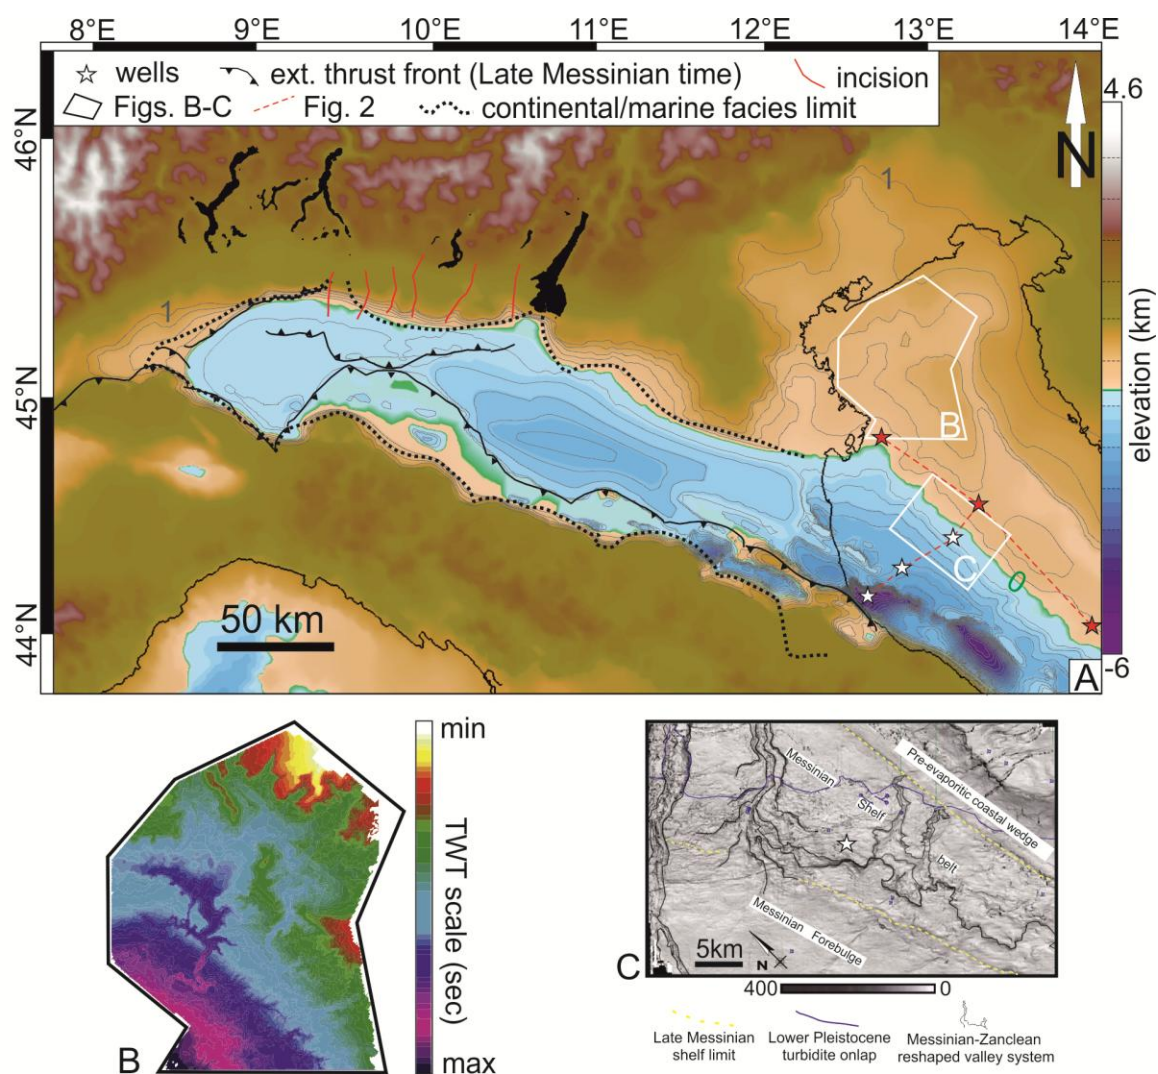 8°E 9°E 10°E 11°E 12°E 13°E 14°E
wells ext. thrust front (Late Messinian time) incision
Figs. B-C Fig. 2 continental/marine facies limit
46°N
45°N
44°N
N
4.6
elevation (km)
-6
1
1
B
C
0
50 km
A
min
TWT scale (sec)
max
B
Messinian
Shelf
belt
Pre-evaporitic coastal wedge
Messinian Forebulge
5km
N
C
400 0
Late Messinian
shelf limit
Lower Pleistocene
turbidite onlap
Messinian-Zanclean
reshaped valley system